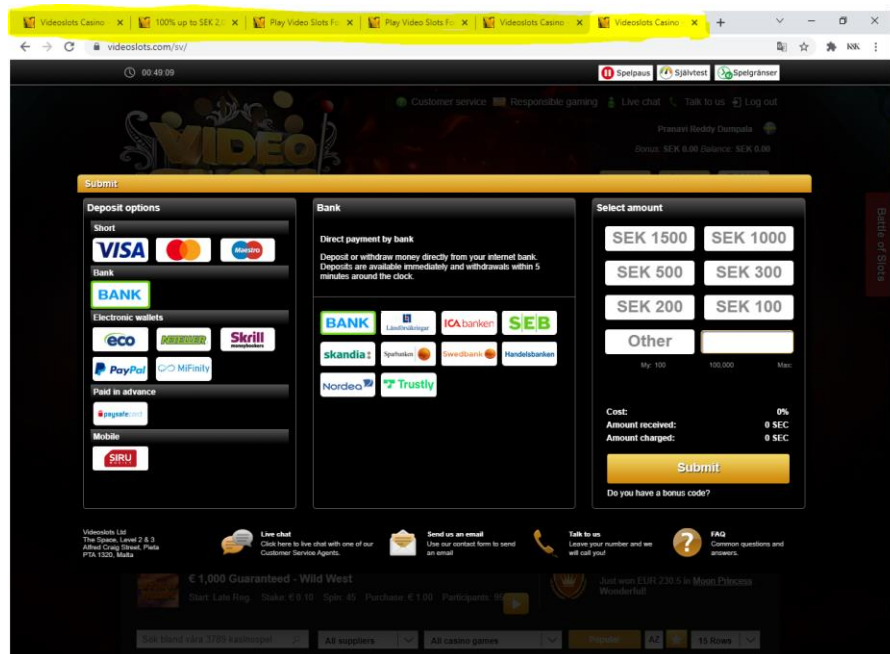 Videoslots Casino - 100% up to SEK 2,0 Play Video Slots Fo Play Video Slots Fo Videoslots Casino Videoslots Casino -
videoslots.com/sv/
00:49:09 Spelpaus Självtest Spelgränser
Customer service Responsible gaming Live chat Talk to us Log out
VIDEO Pranavi Reddy Dumpala
Bonus: SEK 0.00 Balance: SEK 0.00
Submit
Deposit options
Short
VISA Maestro
Bank
BANK
Electronic wallets
eco NETELLER Skrill moneybookers
PayPal MiFinity
Paid in advance
paysafecard
Mobile
SIRU
Bank
Direct payment by bank
Deposit or withdraw money directly from your internet bank.
Deposits are available immediately and withdrawals within 5
minutes around the clock.
BANK Länsförsäkringar ICA banken SEB
skandia: Sparbanken Swedbank Handelsbanken
Nordea Trustly
Select amount
SEK 1500 SEK 1000
SEK 500 SEK 300
SEK 200 SEK 100
Other
My: 100 100,000 Max:
Cost: 0%
Amount received: 0 SEC
Amount charged: 0 SEC
Submit
Do you have a bonus code?
Battle of Slots
Videoslots Ltd
The Space, Level 2 & 3
Alfred Craig Street, Pieta
PTA 1320, Malta
Live chat
Click here to live chat with one of our
Customer Service Agents.
Send us an email
Use our contact form to send
an email
Talk to us
Leave your number and we
will call you!
FAQ
Common questions and
answers.
€ 1,000 Guaranteed - Wild West
Start: Late Reg. Stake: € 0.10 Spin: 45 Purchase: € 1.00 Participants: 95
Just won EUR 230.5 in Moon Princess
Wonderful!
Sök bland våra 3789 kasinospel All suppliers All casino games Popular AZ 15 Rows